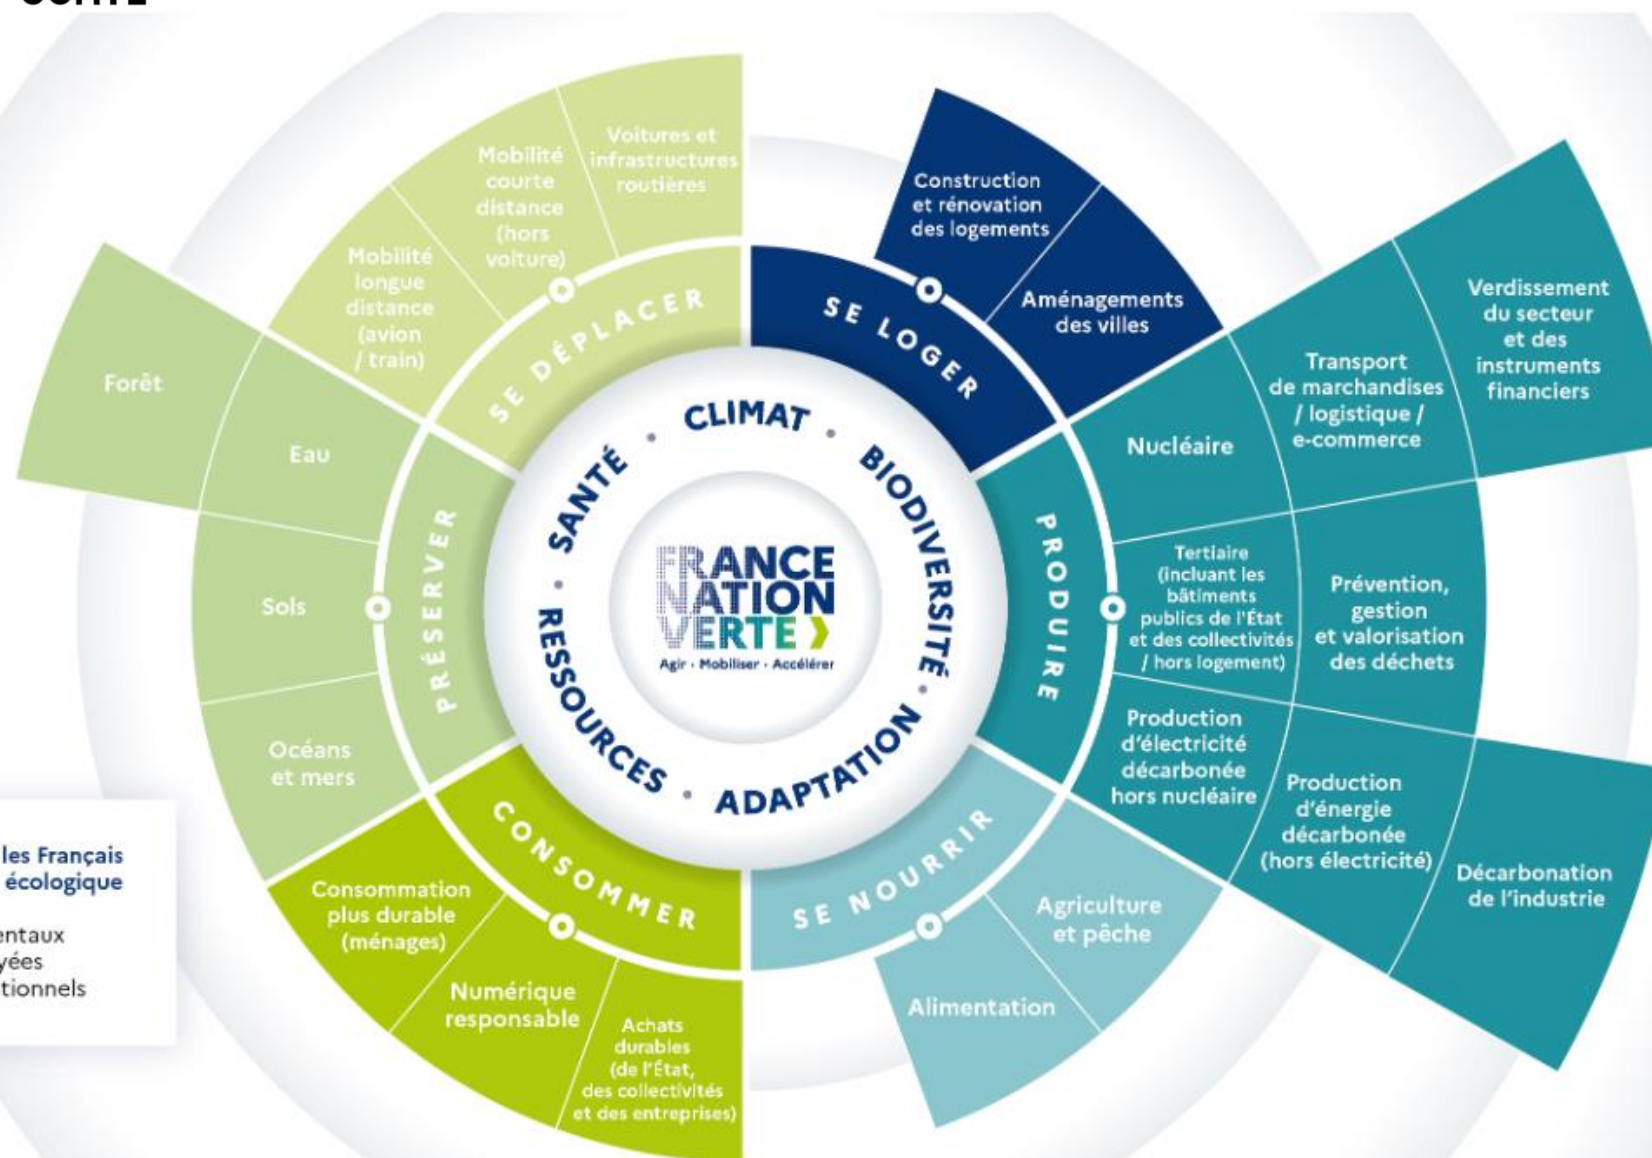 Voitures et
infrastructures
routières
Mobilité
courte
distance
(hors
voiture)
Mobilité
longue
distance
(avion
/ train)
SE DÉPLACER
Construction
et rénovation
des logements
Aménagements
des villes
SE LOGER
Verdissement
du secteur
et des
instruments
financiers
Transport
de marchandises
/ logistique /
e-commerce
Nucléaire
Tertiaire
(incluant les
bâtiments
publics de l'État
et des collectivités
/ hors logement)
Prévention,
gestion
et valorisation
des déchets
Production
d'électricité
décarbonée
hors nucléaire
Production
d'énergie
décarbonée
(hors électricité)
Décarbonation
de l'industrie
PRODUIRE
Agriculture
et pêche
Alimentation
SE NOURRIR
Achats
durables
(de l'État,
des collectivités
et des entreprises)
Numérique
responsable
Consommation
plus durable
(ménages)
CONSOMMER
Océans
et mers
Sols
Eau
Forêt
PRÉSERVER
CLIMAT • BIODIVERSITÉ • ADAPTATION • RESSOURCES • SANTÉ •
FRANCE
NATION
VERTE
Agir • Mobiliser • Accélérer
les Français
écologique